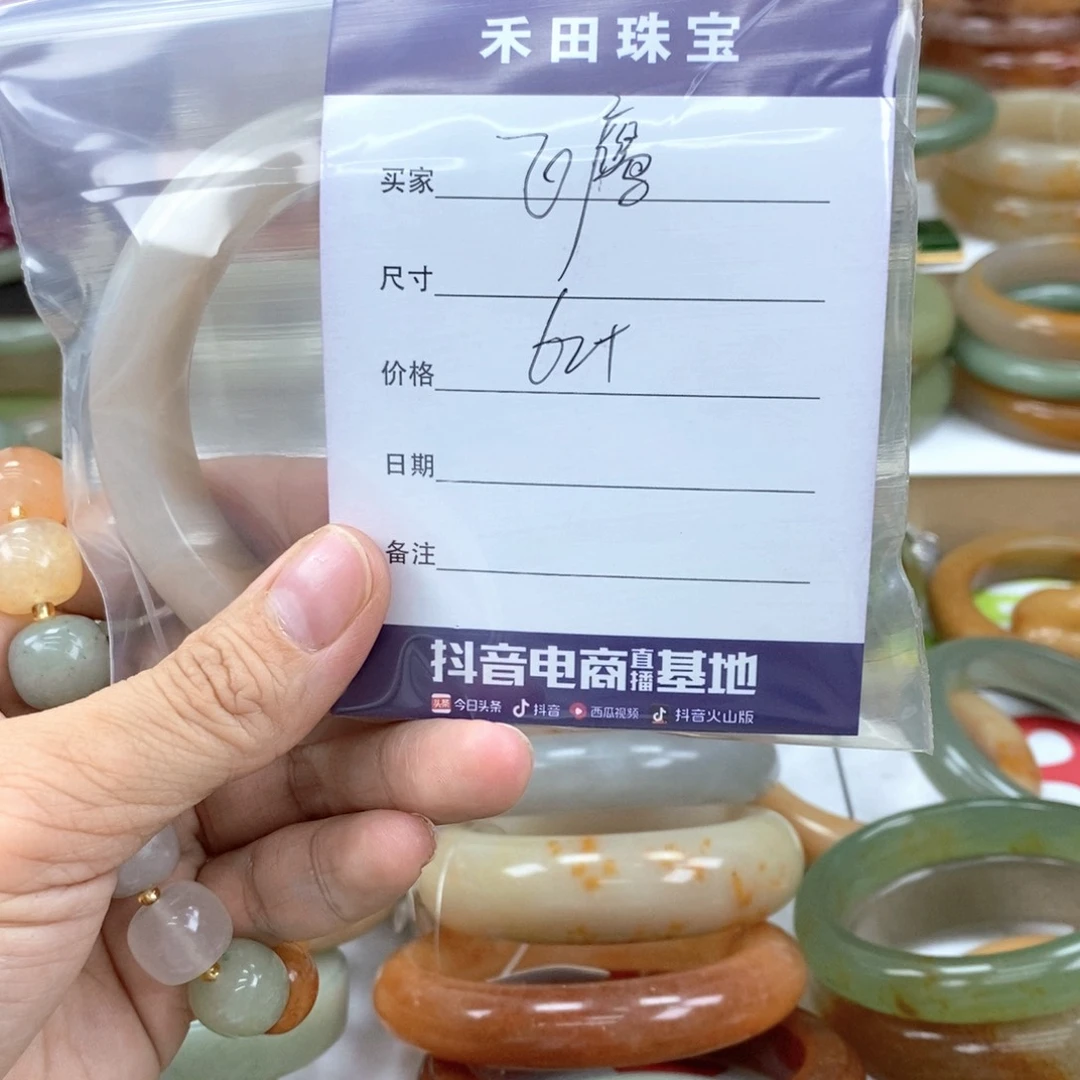 禾田珠宝
买家 飞鹰
尺寸
价格 62+
日期
备注
抖音电商直播基地
今日头条 抖音 西瓜视频 抖音火山版